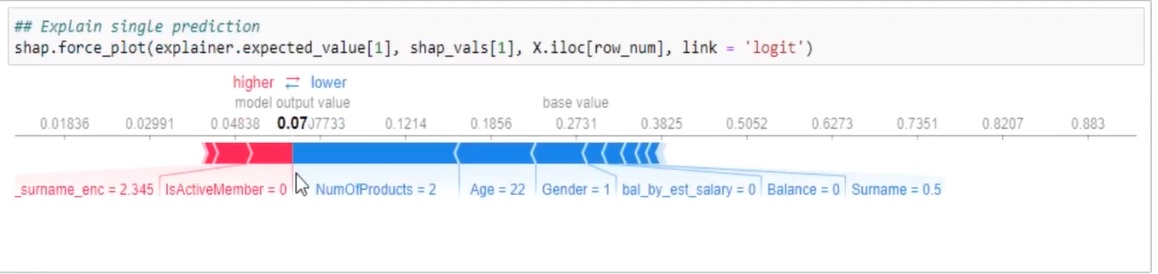 ## Explain single prediction
shap.force_plot(explainer.expected_value[1], shap_vals[1], X.iloc[row_num], link = 'logit')
higher ⇄ lower
model output value base value
0.01836 0.02991 0.04838 0.07 0.07733 0.1214 0.1856 0.2731 0.3825 0.5052 0.6273 0.7351 0.8207 0.883
_surname_enc = 2.345 IsActiveMember = 0 NumOfProducts = 2 Age = 22 Gender = 1 bal_by_est_salary = 0 Balance = 0 Surname = 0.5